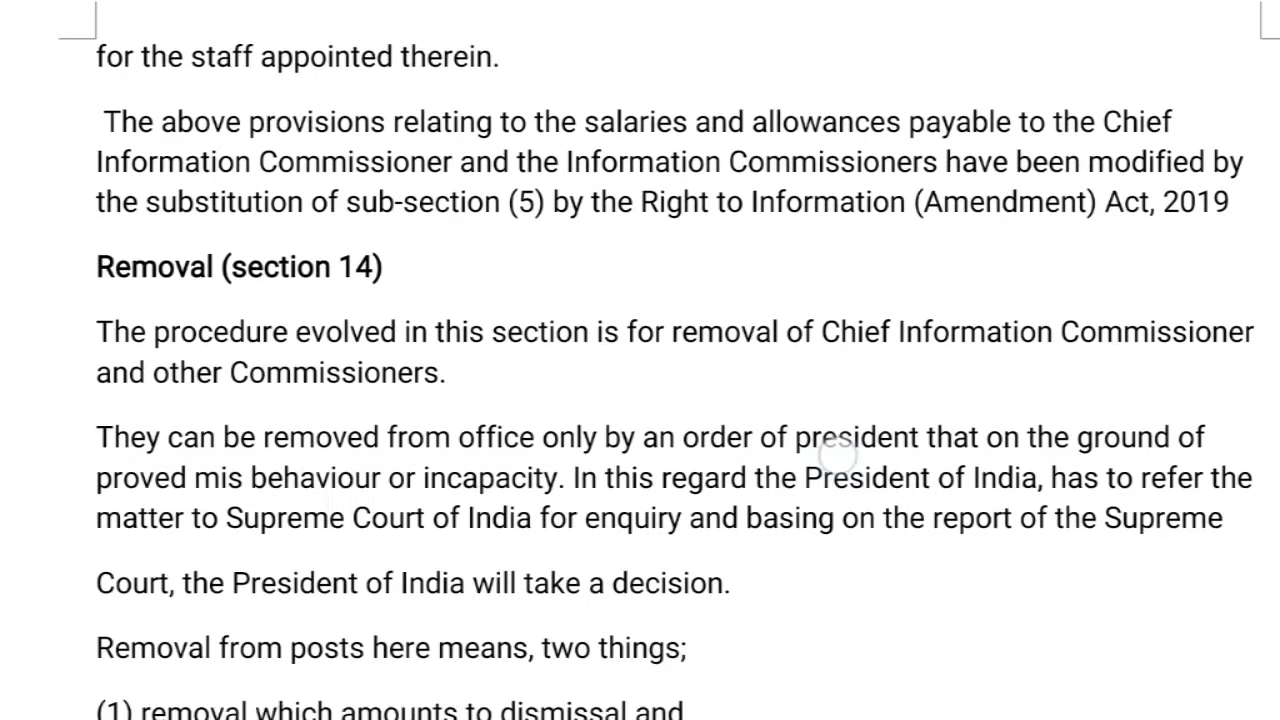 for the staff appointed therein.
The above provisions relating to the salaries and allowances payable to the Chief
Information Commissioner and the Information Commissioners have been modified by
the substitution of sub-section (5) by the Right to Information (Amendment) Act, 2019
Removal (section 14)
The procedure evolved in this section is for removal of Chief Information Commissioner
and other Commissioners.
They can be removed from office only by an order of president that on the ground of
proved mis behaviour or incapacity. In this regard the President of India, has to refer the
matter to Supreme Court of India for enquiry and basing on the report of the Supreme
Court, the President of India will take a decision.
Removal from posts here means, two things;
(1) removal which amounts to dismissal and